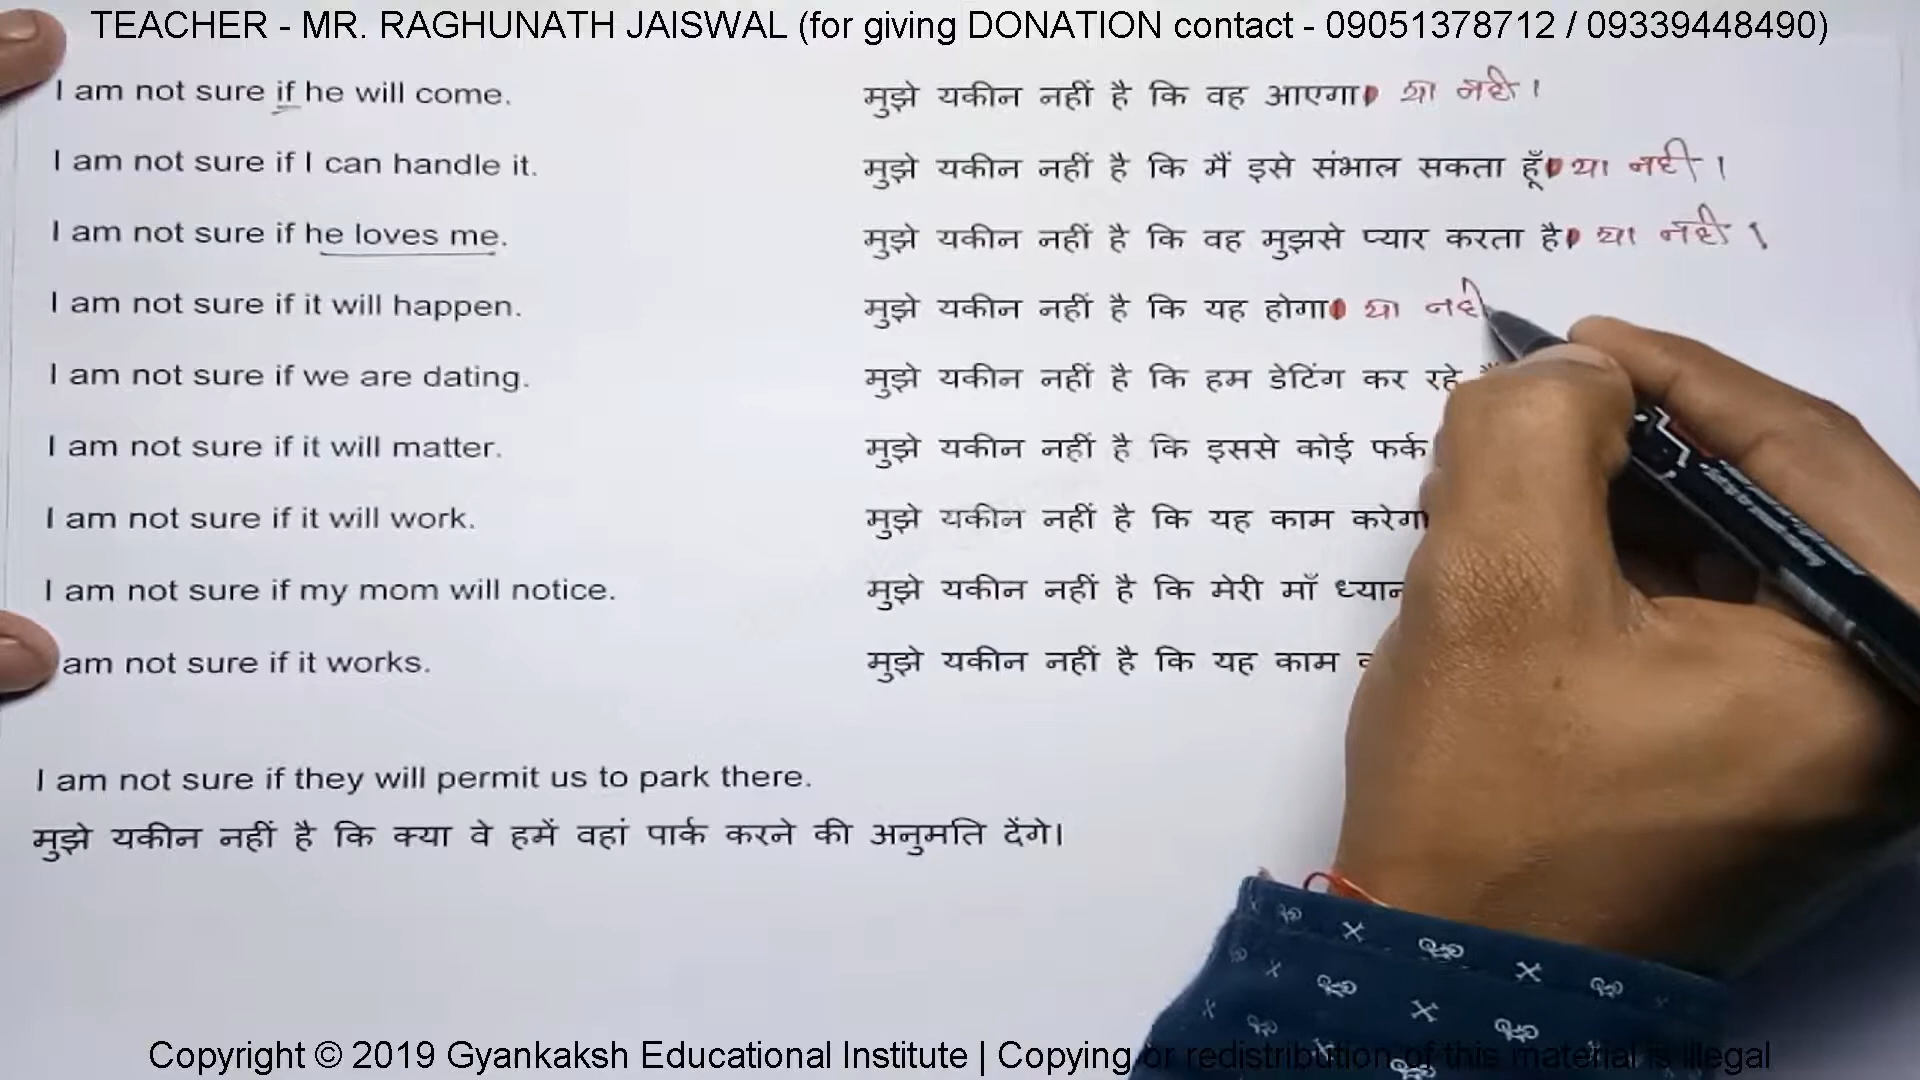 TEACHER - MR. RAGHUNATH JAISWAL (for giving DONATION contact - 09051378712 / 09339448490)
I am not sure if he will come. मुझे यकीन नहीं है कि वह आएगा या नही।
I am not sure if I can handle it. मुझे यकीन नहीं है कि मैं इसे संभाल सकता हूँ या नही।
I am not sure if he loves me. मुझे यकीन नहीं है कि वह मुझसे प्यार करता है या नही।
I am not sure if it will happen. मुझे यकीन नहीं है कि यह होगा या नही
I am not sure if we are dating. मुझे यकीन नहीं है कि हम डेटिंग कर रहे
I am not sure if it will matter. मुझे यकीन नहीं है कि इससे कोई फर्क
I am not sure if it will work. मुझे यकीन नहीं है कि यह काम करेगा
I am not sure if my mom will notice. मुझे यकीन नहीं है कि मेरी माँ ध्यान
am not sure if it works. मुझे यकीन नहीं है कि यह काम
I am not sure if they will permit us to park there.
मुझे यकीन नहीं है कि क्या वे हमें वहां पार्क करने की अनुमति देंगे।
Copyright © 2019 Gyankaksh Educational Institute | Copying or redistribution of this material is illegal